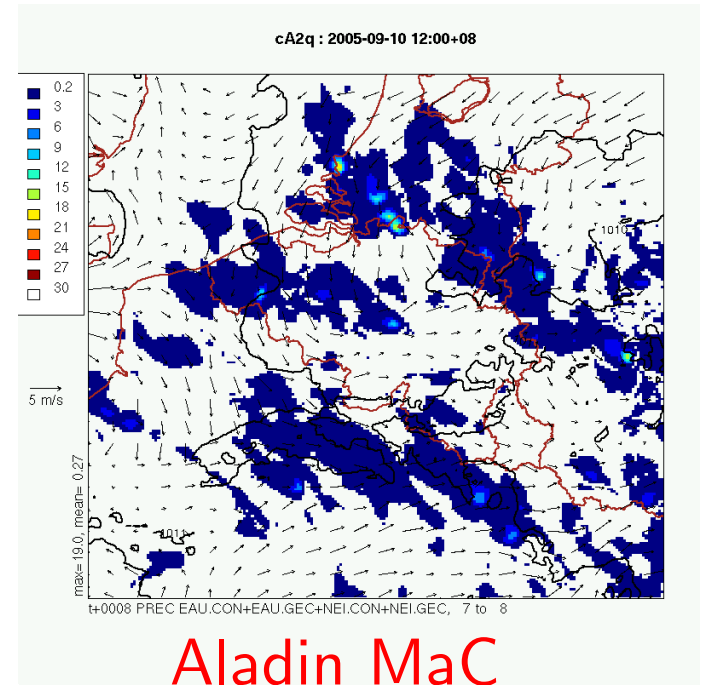 cA2q : 2005-09-10 12:00+08
0.2
3
6
9
12
15
18
21
24
27
30
1010
5 m/s
max=19.0, mean= 0.27
1011
t+0008 PREC EAU.CON+EAU.GEC+NEI.CON+NEI.GEC, 7 to 8
Aladin MaC